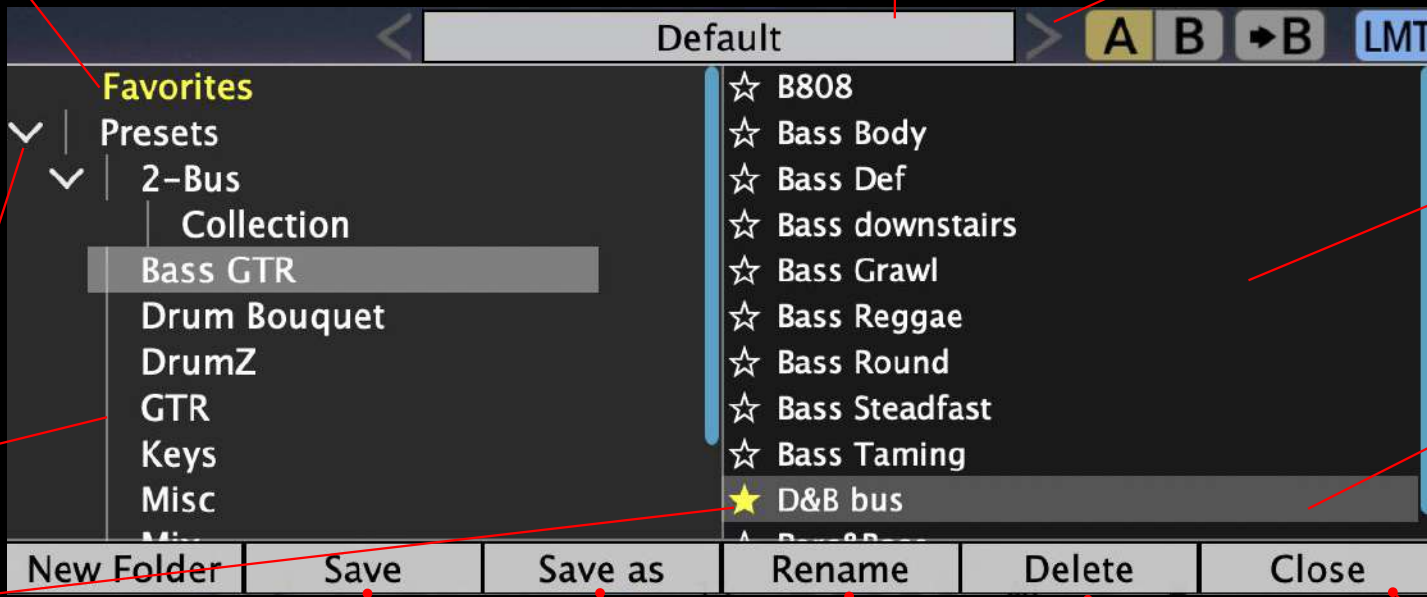 Default
A B
B
LMT
Favorites
Presets
2-Bus
Collection
Bass GTR
Drum Bouquet
DrumZ
GTR
Keys
Misc
B808
Bass Body
Bass Def
Bass downstairs
Bass Grawl
Bass Reggae
Bass Round
Bass Steadfast
Bass Taming
D&B bus
New Folder
Save
Save as
Rename
Delete
Close